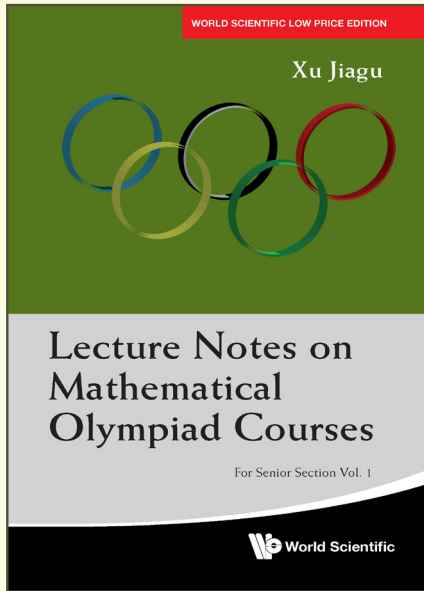 WORLD SCIENTIFIC LOW PRICE EDITION
Xu Jiagu
Lecture Notes on
Mathematical
Olympiad Courses
For Senior Section Vol. 1
World Scientific